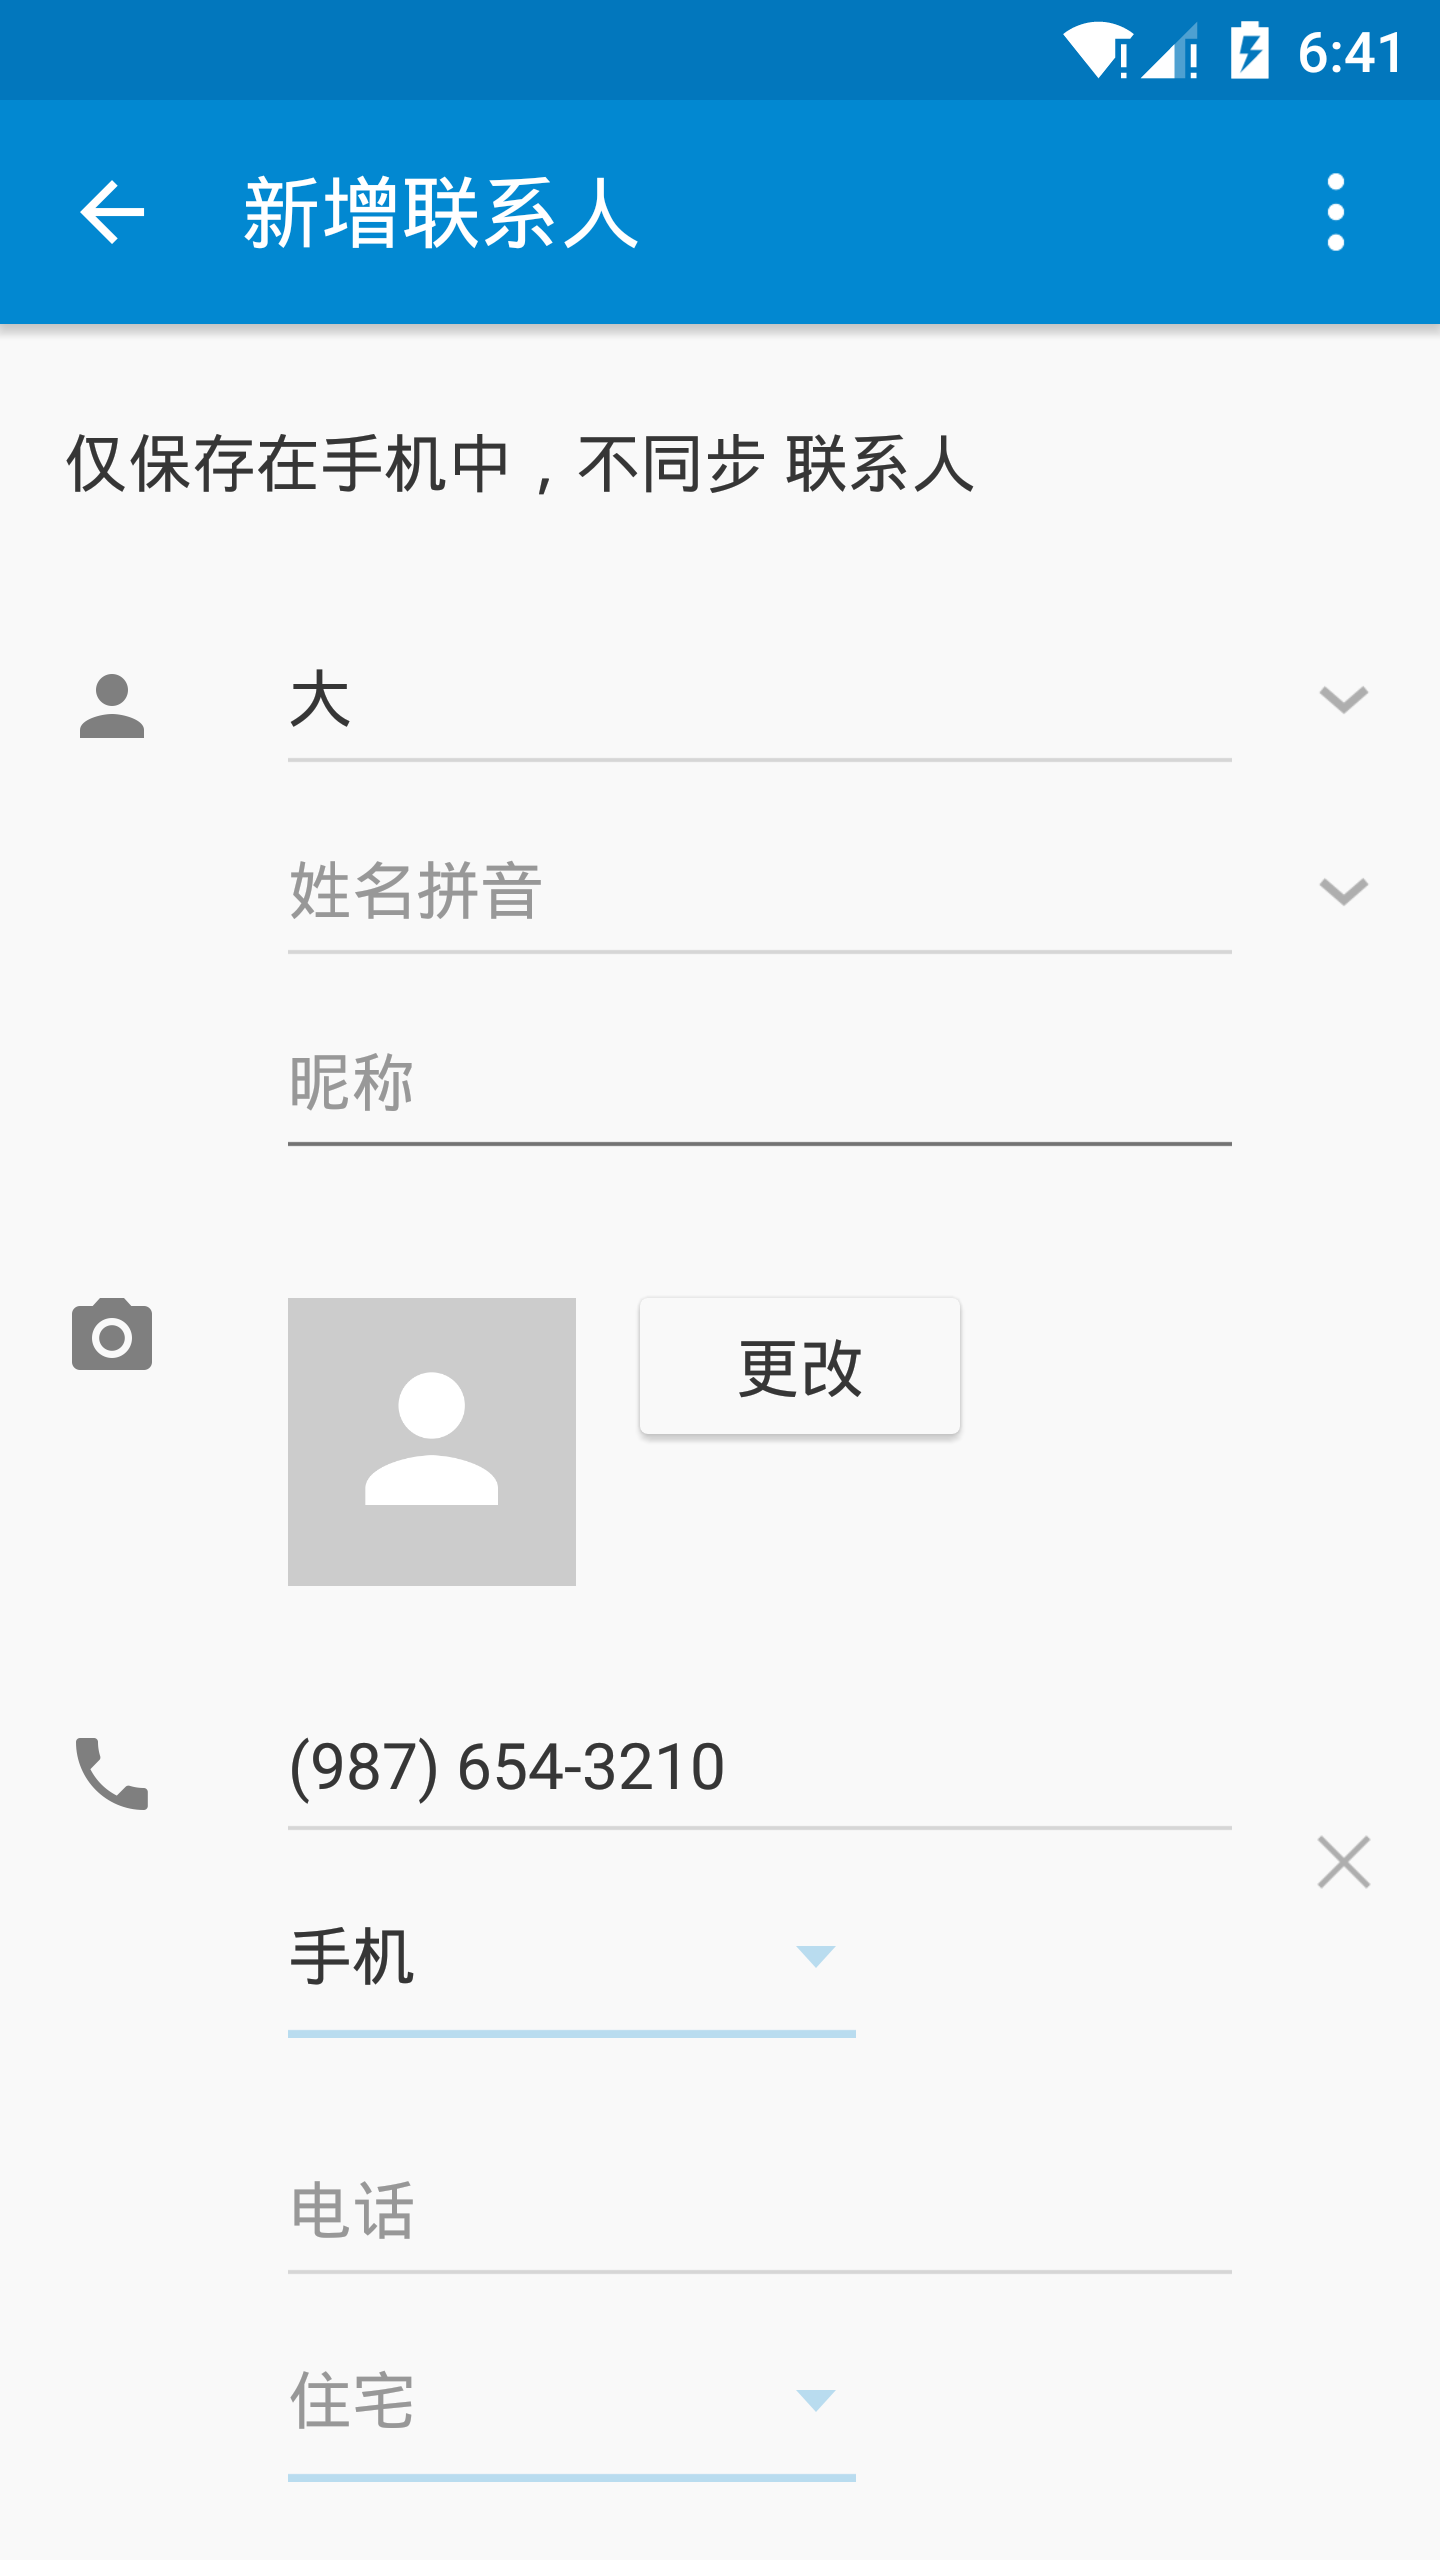 6:41
新增联系人
仅保存在手机中，不同步 联系人
大
姓名拼音
昵称
更改
(987) 654-3210
手机
电话
住宅